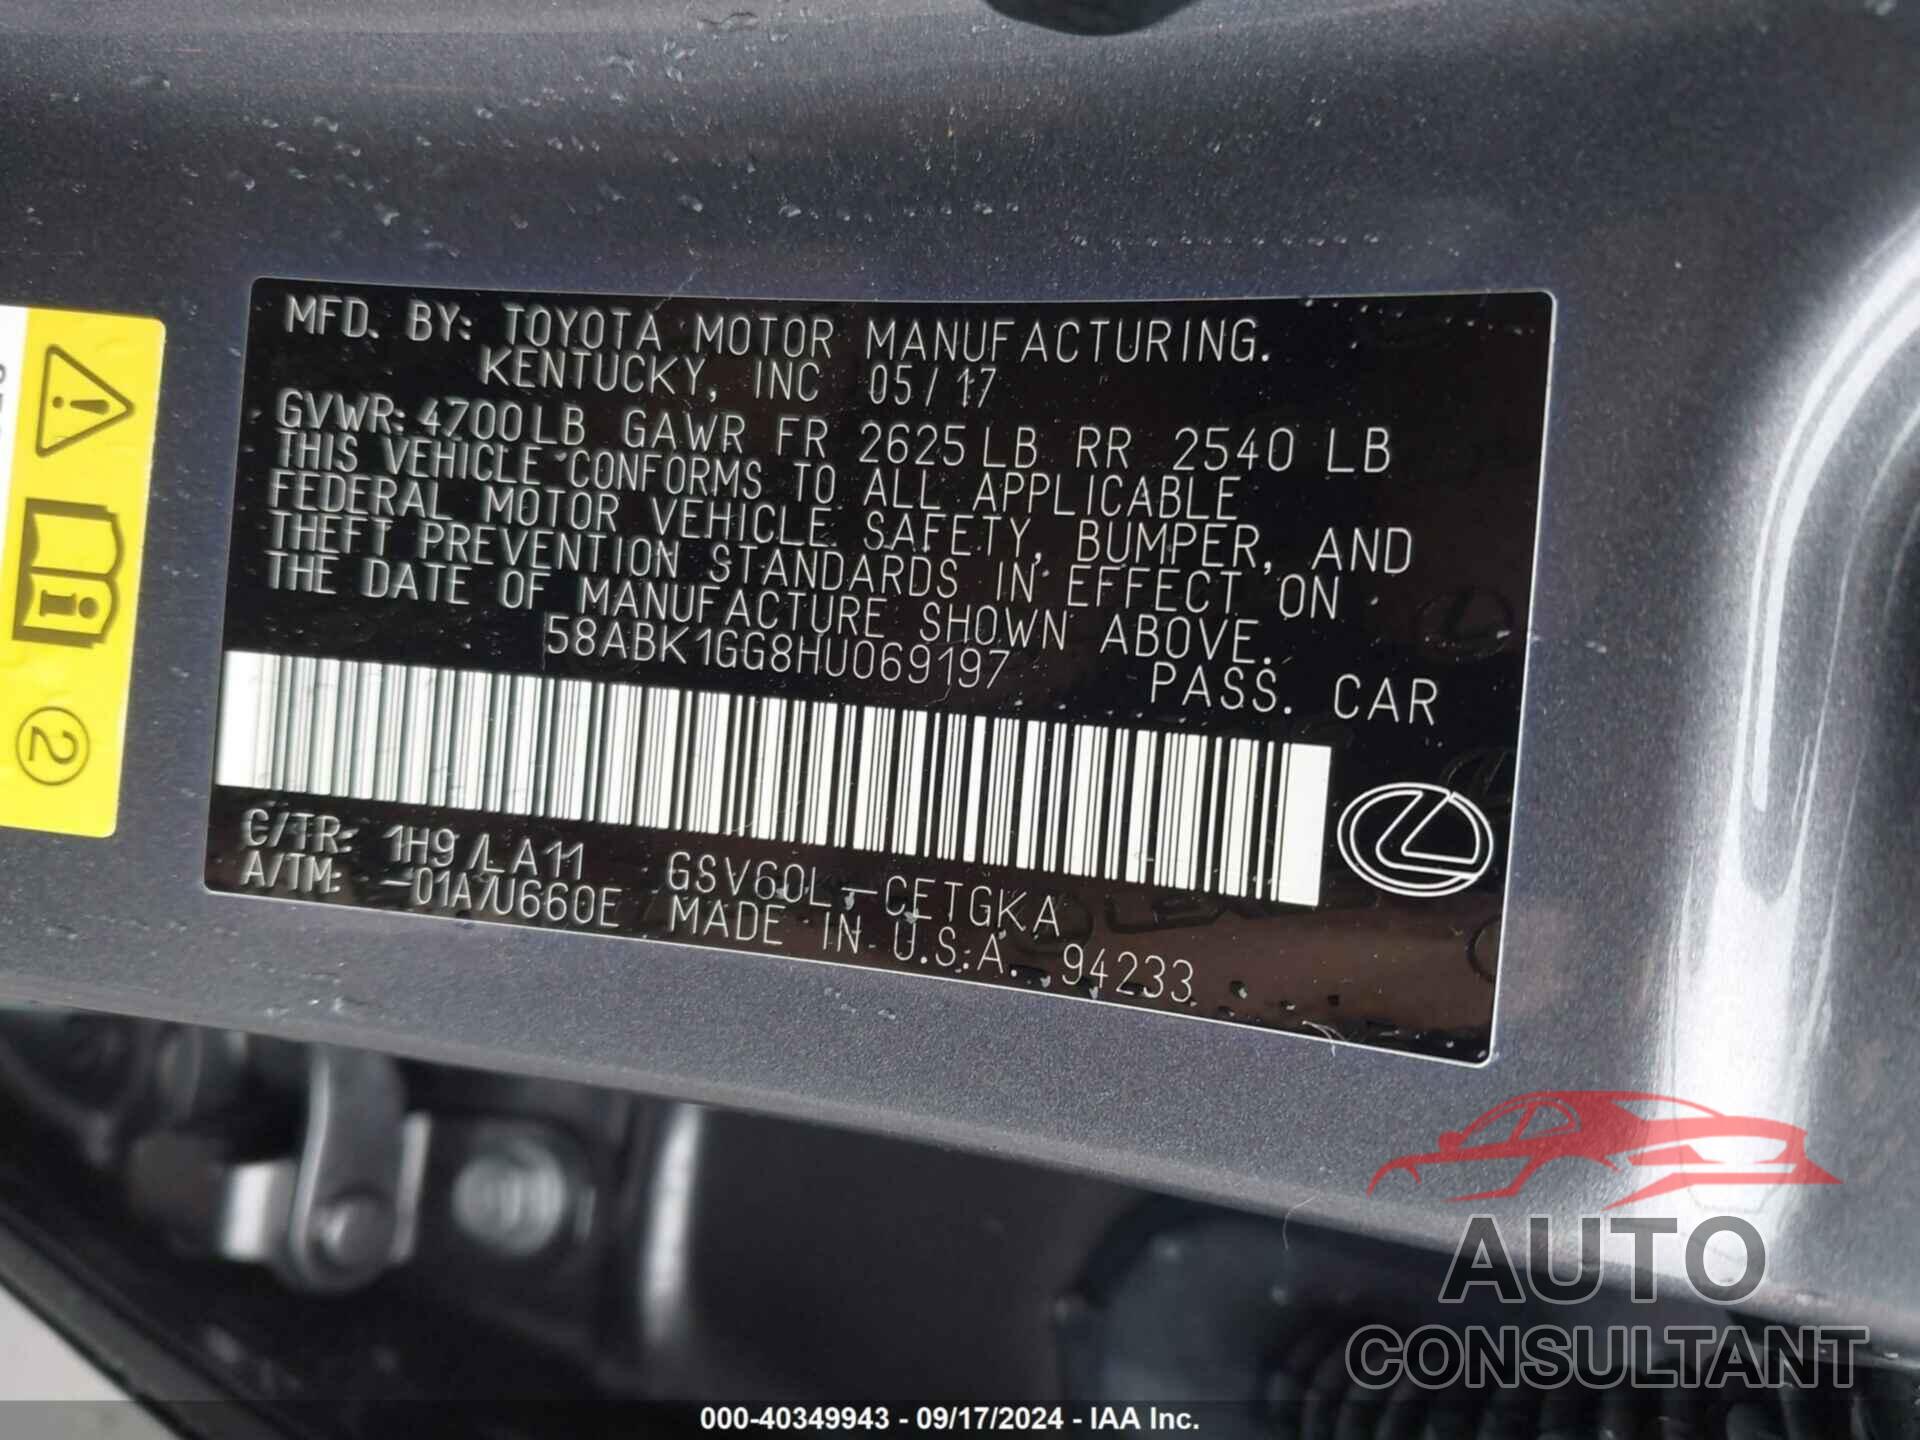 MFD. BY: TOYOTA MOTOR MANUFACTURING.
KENTUCKY, INC 05/17
GVWR: 4700LB GAWR FR 2625LB RR 2540 LB
THIS VEHICLE CONFORMS TO ALL APPLICABLE
FEDERAL MOTOR VEHICLE SAFETY, BUMPER, AND
THEFT PREVENTION STANDARDS IN EFFECT ON
THE DATE OF MANUFACTURE SHOWN ABOVE.
58ABK1GG8HU069197 PASS. CAR
C/TR: 1H9/LA11 GSV60L-CETGKA
A/TM: -01A/U660E MADE IN U.S.A. 94233
2
AUTO
CONSULTANT
000-40349943 - 09/17/2024 - IAA Inc.